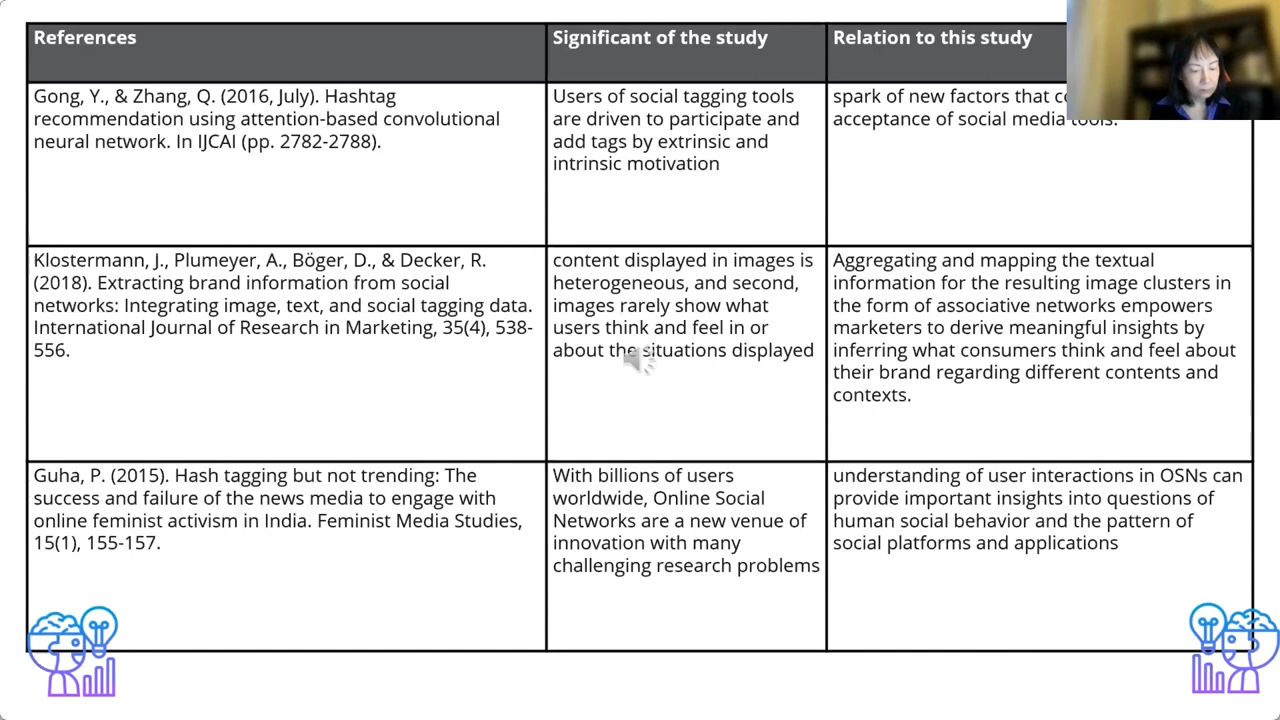 References
Significant of the study
Relation to this study
Gong, Y., & Zhang, Q. (2016, July). Hashtag
recommendation using attention-based convolutional
neural network. In IJCAI (pp. 2782-2788).
Users of social tagging tools
are driven to participate and
add tags by extrinsic and
intrinsic motivation
spark of new factors that
acceptance of social media tools.
Klostermann, J., Plumeyer, A., Böger, D., & Decker, R.
(2018). Extracting brand information from social
networks: Integrating image, text, and social tagging data.
International Journal of Research in Marketing, 35(4), 538-
556.
content displayed in images is
heterogeneous, and second,
images rarely show what
users think and feel in or
about the situations displayed
Aggregating and mapping the textual
information for the resulting image clusters in
the form of associative networks empowers
marketers to derive meaningful insights by
inferring what consumers think and feel about
their brand regarding different contents and
contexts.
Guha, P. (2015). Hash tagging but not trending: The
success and failure of the news media to engage with
online feminist activism in India. Feminist Media Studies,
15(1), 155-157.
With billions of users
worldwide, Online Social
Networks are a new venue of
innovation with many
challenging research problems
understanding of user interactions in OSNs can
provide important insights into questions of
human social behavior and the pattern of
social platforms and applications